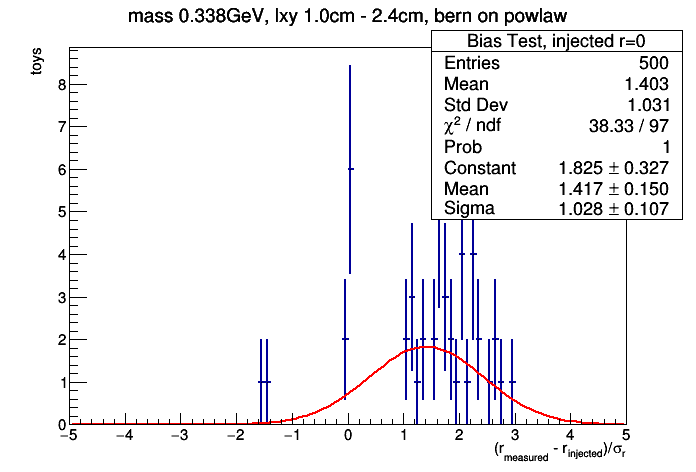 mass 0.338GeV, lxy 1.0cm - 2.4cm, bern on powlaw
Bias Test, injected r=0
Entries 500
Mean 1.403
Std Dev 1.031
χ² / ndf 38.33 / 97
Prob 1
Constant 1.825 ± 0.327
Mean 1.417 ± 0.150
Sigma 1.028 ± 0.107
toys
8
7
6
5
4
3
2
1
0
−5 −4 −3 −2 −1 0 1 2 3 4 5
(r_measured - r_injected)/σ_r